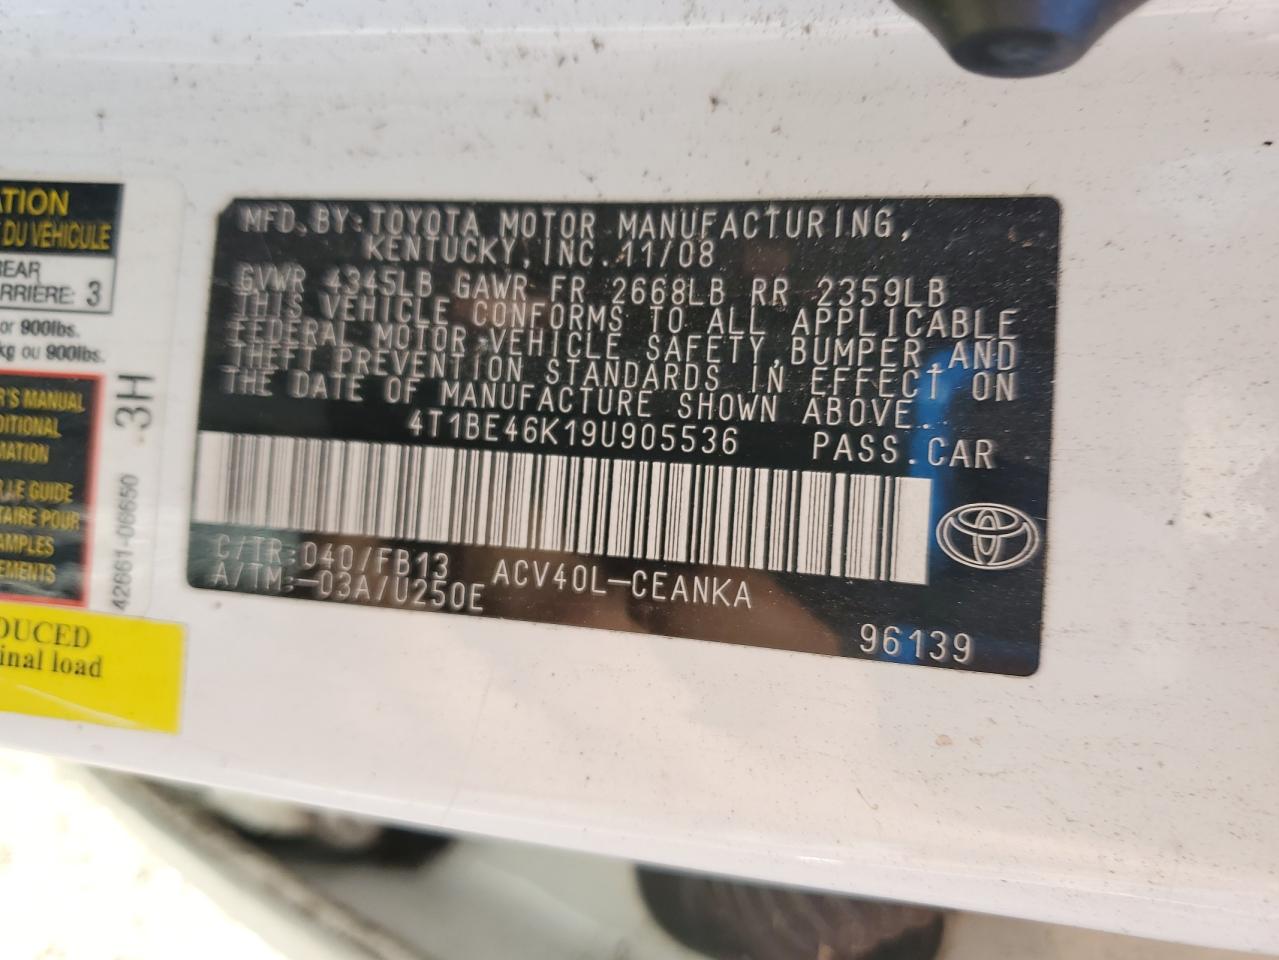 ATION
DU VÉHICULE
REAR
ARRIÈRE: 3
or 900lbs.
kg ou 900lbs.
R'S MANUAL
DITIONAL
MATION
LE GUIDE
TAIRE POUR
AMPLES
EMENTS
3H
42661-06650
DUCED
inal load
MFD. BY: TOYOTA MOTOR MANUFACTURING,
KENTUCKY, INC. 11/08
GVWR 4345LB GAWR FR 2668LB RR 2359LB
THIS VEHICLE CONFORMS TO ALL APPLICABLE
FEDERAL MOTOR VEHICLE SAFETY, BUMPER AND
THEFT PREVENTION STANDARDS IN EFFECT ON
THE DATE OF MANUFACTURE SHOWN ABOVE.
4T1BE46K19U905536 PASS.CAR
C/TR: 040/FB13 ACV40L-CEANKA
A/TM: -03A/U250E
96139